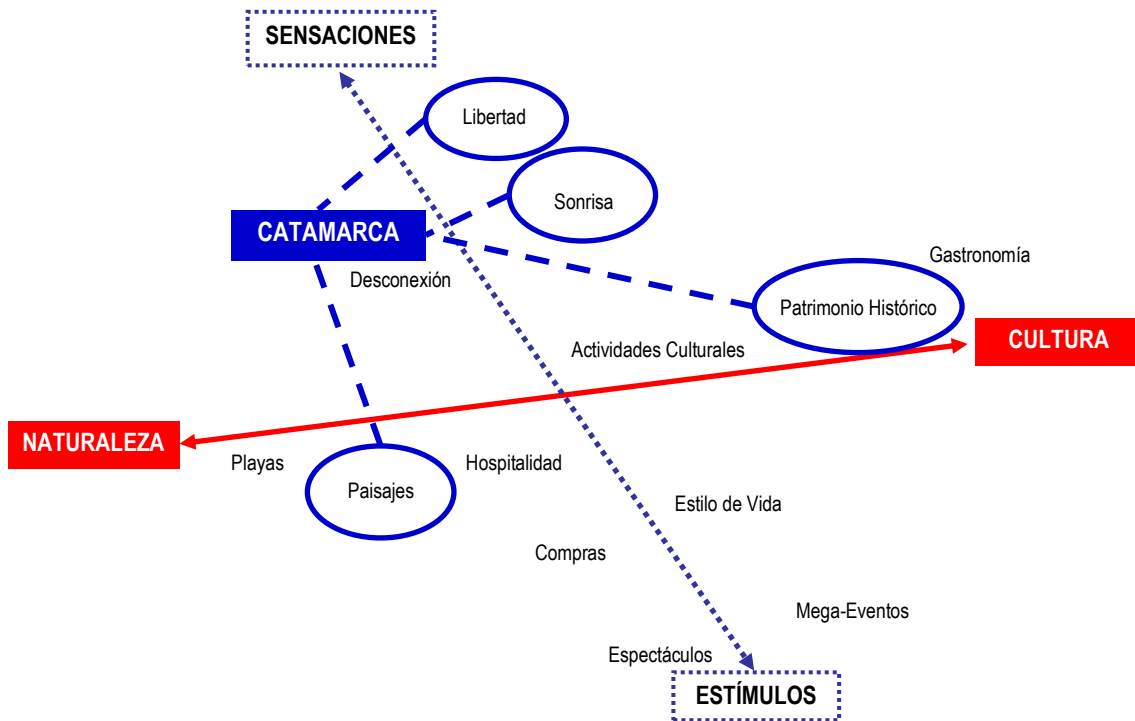 SENSACIONES
Libertad
Sonrisa
CATAMARCA
Gastronomía
Desconexión
Patrimonio Histórico
CULTURA
Actividades Culturales
NATURALEZA
Playas
Hospitalidad
Paisajes
Estilo de Vida
Compras
Mega-Eventos
Espectáculos
ESTÍMULOS